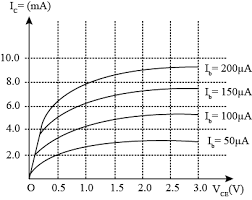 I_C = (mA)
10.0
8.0
6.0
4.0
2.0
I_b = 200μA
I_b = 150μA
I_b = 100μA
I_b = 50μA
O 0.5 1.0 1.5 2.0 2.5 3.0 V_CE(V)